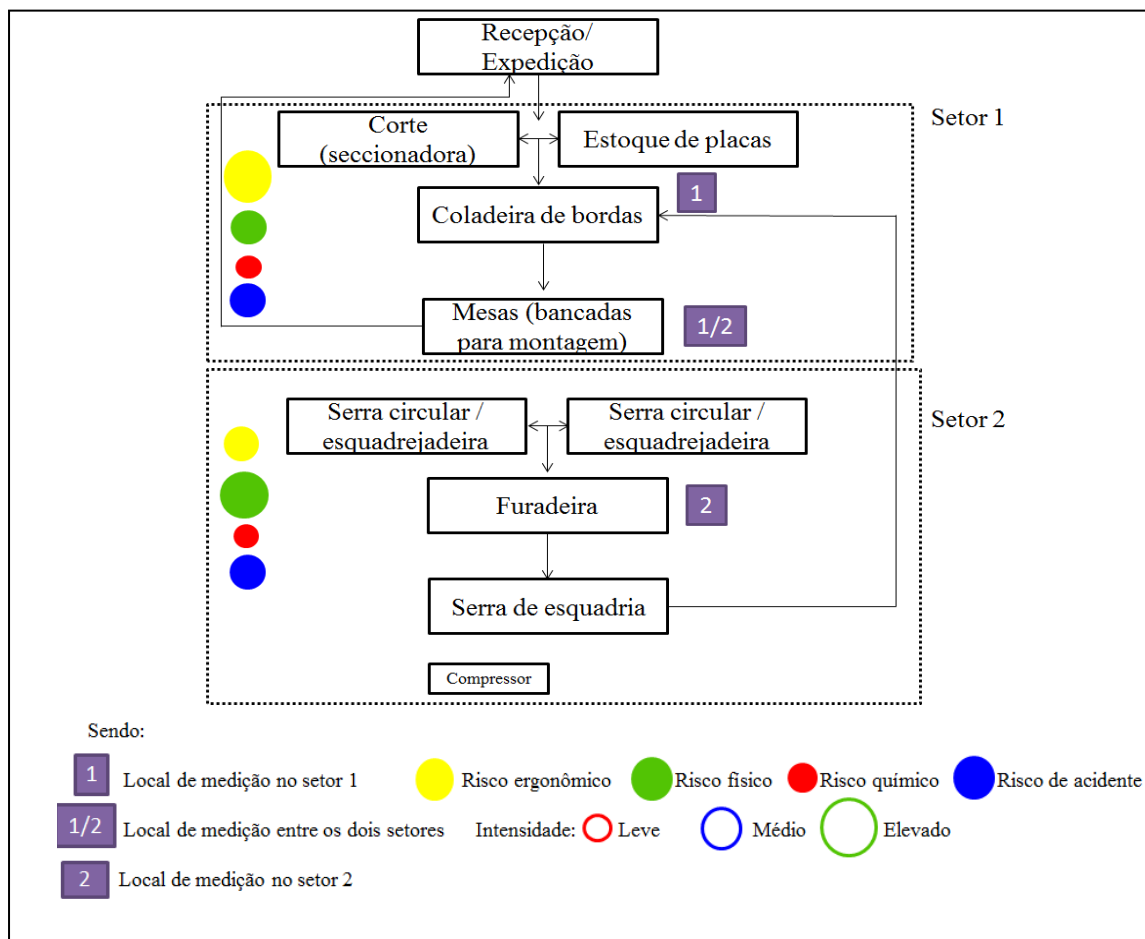 Recepção/
Expedição
Setor 1
Corte
(seccionadora)
Estoque de placas
1
Coladeira de bordas
Mesas (bancadas
para montagem)
1/2
Setor 2
Serra circular /
esquadrejadeira
Serra circular /
esquadrejadeira
Furadeira
2
Serra de esquadria
Compressor
Sendo:
1 Local de medição no setor 1
Risco ergonômico
Risco físico
Risco químico
Risco de acidente
1/2 Local de medição entre os dois setores
Intensidade:
Leve
Médio
Elevado
2 Local de medição no setor 2